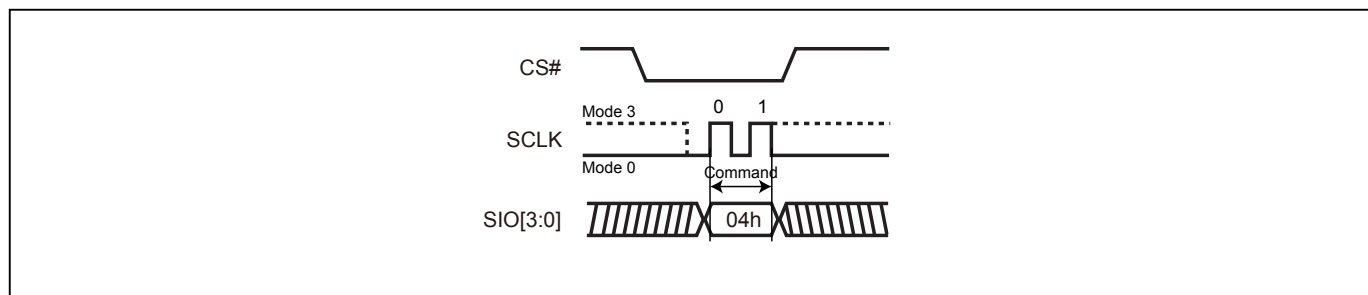 CS#
Mode 3
0 1
SCLK
Mode 0
Command
SIO[3:0]
04h